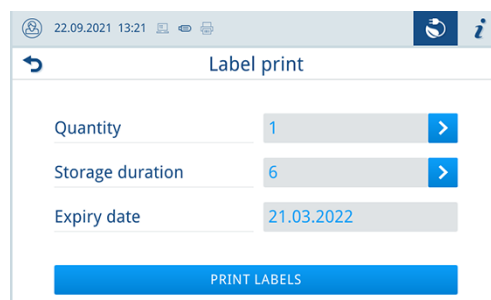 22.09.2021 13:21
i
Label print
Quantity 1
Storage duration 6
Expiry date 21.03.2022
PRINT LABELS